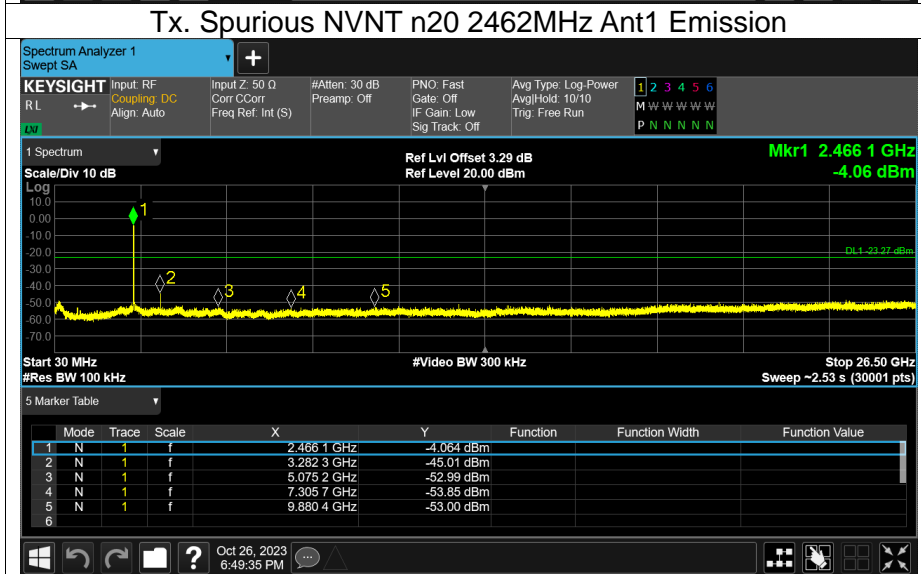 Tx. Spurious NVNT n20 2462MHz Ant1 Emission
Spectrum Analyzer 1
Swept SA
+
KEYSIGHT Input: RF Input Z: 50 Ω #Atten: 30 dB PNO: Fast Avg Type: Log-Power 1 2 3 4 5 6
R L Coupling: DC Corr CCorr Preamp: Off Gate: Off Avg|Hold: 10/10 M W W W W W
Align: Auto Freq Ref: Int (S) IF Gain: Low Trig: Free Run
LXI Sig Track: Off P N N N N N
1 Spectrum Ref Lvl Offset 3.29 dB Mkr1 2.466 1 GHz
Scale/Div 10 dB Ref Level 20.00 dBm -4.06 dBm
Log
10.0
1
0.00
-10.0
-20.0
DL1 -23.27 dBm
-30.0
2
-40.0
3 4 5
-50.0
-60.0
-70.0
Start 30 MHz #Video BW 300 kHz Stop 26.50 GHz
#Res BW 100 kHz Sweep ~2.53 s (30001 pts)
5 Marker Table
Mode Trace Scale X Y Function Function Width Function Value
1 N 1 f 2.466 1 GHz -4.064 dBm
2 N 1 f 3.282 3 GHz -45.01 dBm
3 N 1 f 5.075 2 GHz -52.99 dBm
4 N 1 f 7.305 7 GHz -53.85 dBm
5 N 1 f 9.880 4 GHz -53.00 dBm
6
? Oct 26, 2023
6:49:35 PM